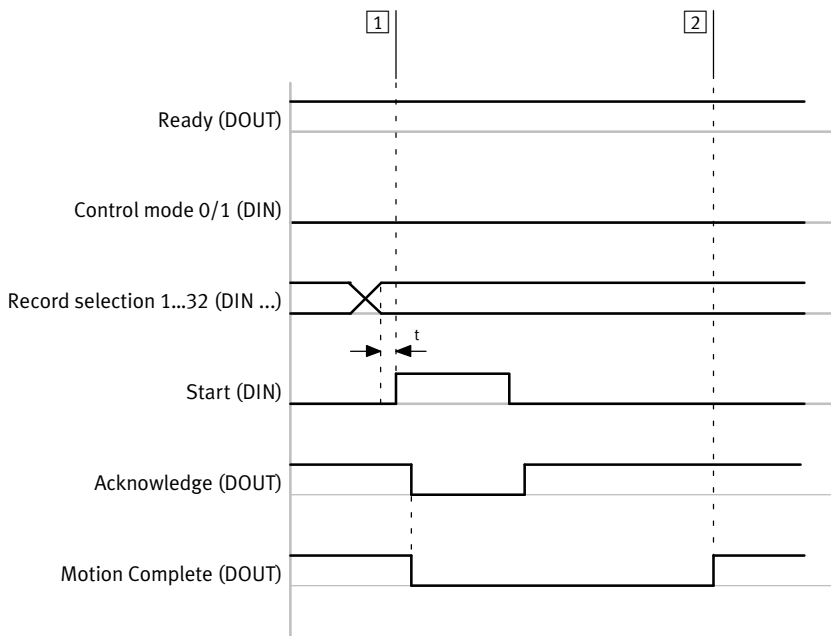 1
2
Ready (DOUT)
Control mode 0/1 (DIN)
Record selection 1...32 (DIN ...)
t
Start (DIN)
Acknowledge (DOUT)
Motion Complete (DOUT)